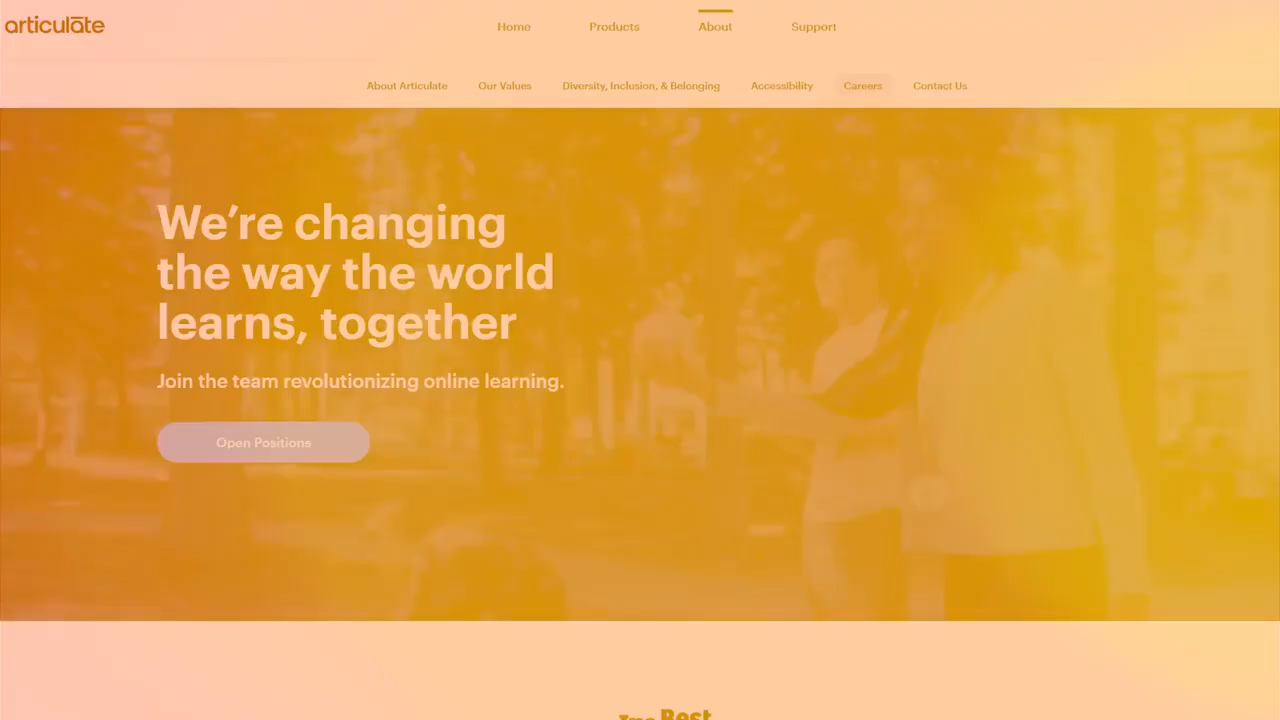 articulate
Home Products About Support
About Articulate Our Values Diversity, Inclusion, & Belonging Accessibility Careers Contact Us
We're changing
the way the world
learns, together
Join the team revolutionizing online learning.
Open Positions
Best